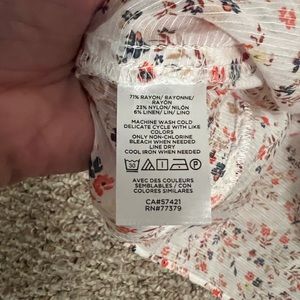 71% RAYON/ RAYONNE/
RAYÓN
23% NYLON/ NILÓN
6% LINEN/ LIN/ LINO
MACHINE WASH COLD
DELICATE CYCLE WITH LIKE
COLORS
ONLY NON-CHLORINE
BLEACH WHEN NEEDED
LINE DRY
COOL IRON WHEN NEEDED
30 P
AVEC DES COULEURS
SEMBLABLES / CON
COLORES SIMILARES
CA#57421
RN#77379